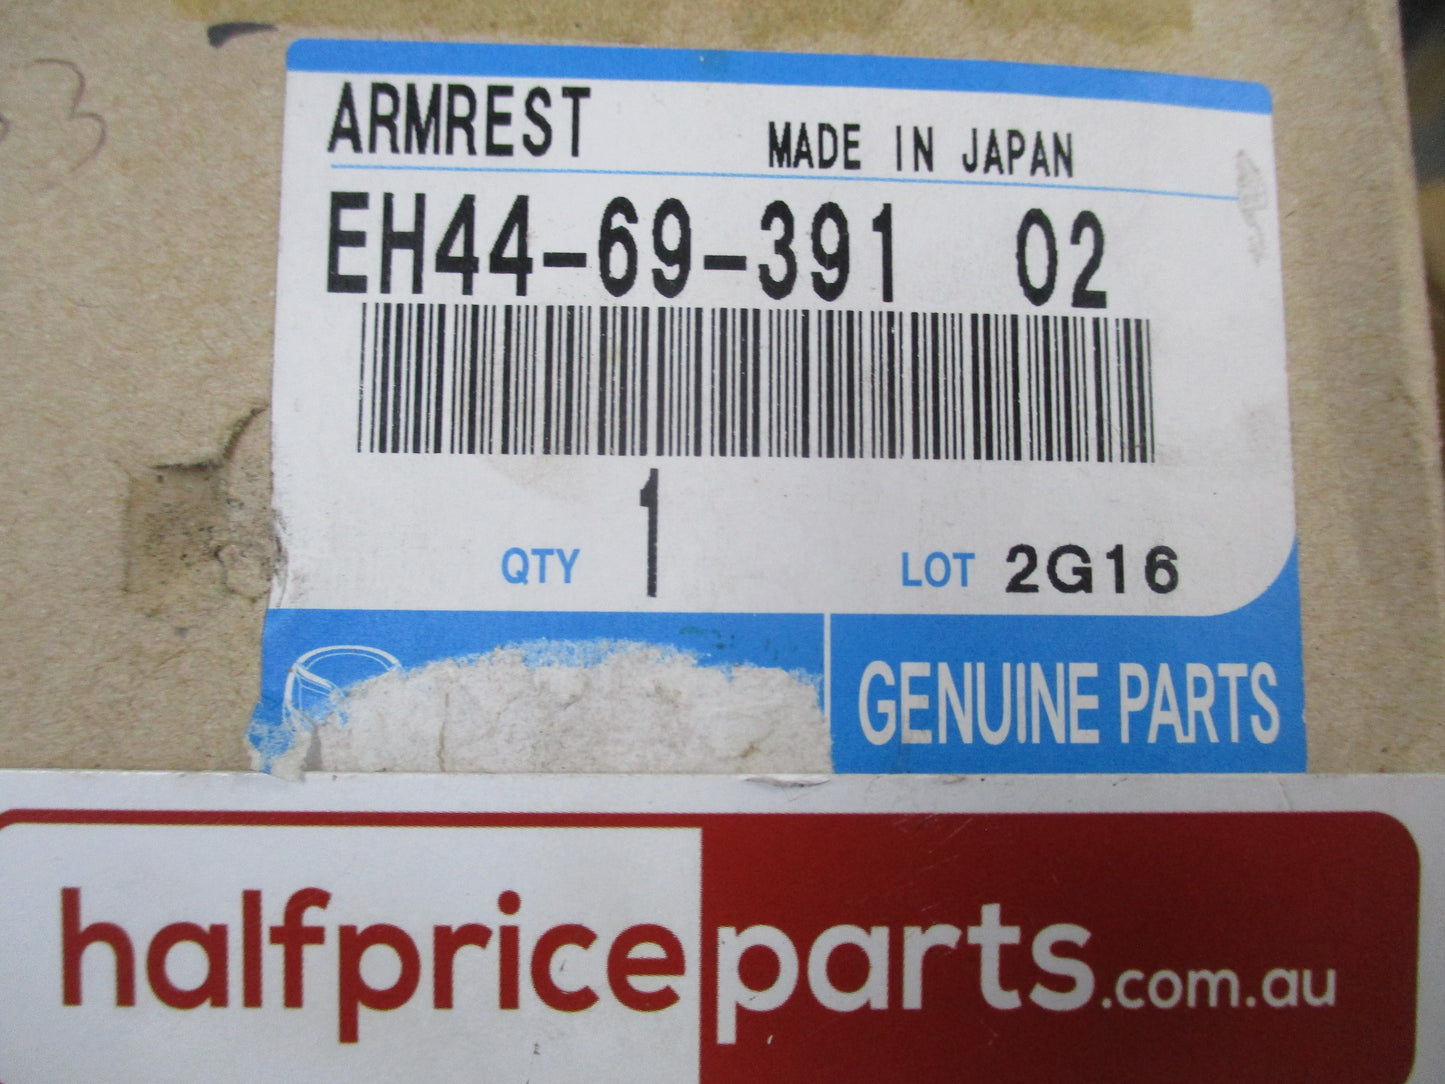 ARMREST MADE IN JAPAN
EH44-69-391 02
QTY 1 LOT 2G16
GENUINE PARTS
halfpriceparts.com.au